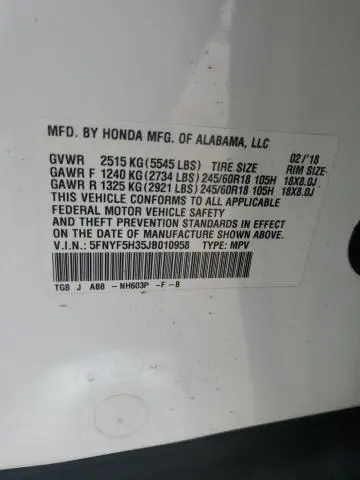 MFD. BY HONDA MFG. OF ALABAMA, LLC
02/'18
GVWR 2515 KG (5545 LBS) TIRE SIZE RIM SIZE
GAWR F 1240 KG (2734 LBS) 245/60R18 105H 18X8.0J
GAWR R 1325 KG (2921 LBS) 245/60R18 105H 18X8.0J
THIS VEHICLE CONFORMS TO ALL APPLICABLE
FEDERAL MOTOR VEHICLE SAFETY
AND THEFT PREVENTION STANDARDS
IN EFFECT ON THE DATE OF MANUFACTURE SHOWN ABOVE
V.I.N.: 5FNYF5H35JB010958 TYPE: MPV
TG8 J AB8 -NH603P -F -B